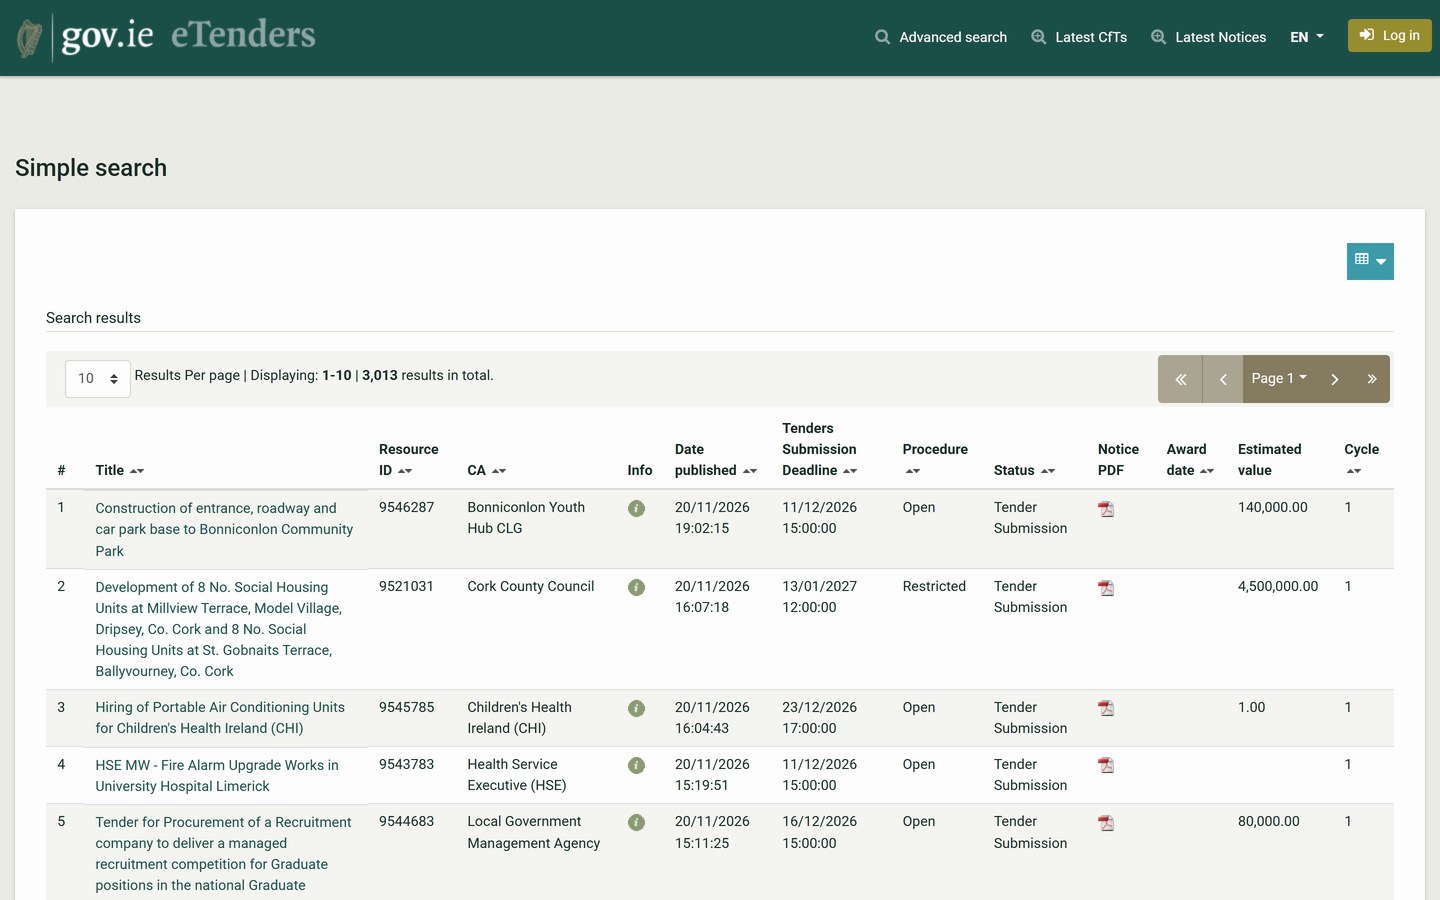 gov.ie eTenders
Advanced search
Latest CfTs
Latest Notices
EN
Log in
Simple search
Search results
10
Results Per page | Displaying: 1-10 | 3,013 results in total.
Page 1
# Title Resource ID CA Info Date published Tenders Submission Deadline Procedure Status Notice PDF Award date Estimated value Cycle
1 Construction of entrance, roadway and 9546287 Bonniconlon Youth 20/11/2026 11/12/2026 Open Tender 140,000.00 1
car park base to Bonniconlon Community Hub CLG 19:02:15 15:00:00 Submission
Park
2 Development of 8 No. Social Housing 9521031 Cork County Council 20/11/2026 13/01/2027 Restricted Tender 4,500,000.00 1
Units at Millview Terrace, Model Village, 16:07:18 12:00:00 Submission
Dripsey, Co. Cork and 8 No. Social
Housing Units at St. Gobnaits Terrace,
Ballyvourney, Co. Cork
3 Hiring of Portable Air Conditioning Units 9545785 Children's Health 20/11/2026 23/12/2026 Open Tender 1.00 1
for Children's Health Ireland (CHI) Ireland (CHI) 16:04:43 17:00:00 Submission
4 HSE MW - Fire Alarm Upgrade Works in 9543783 Health Service 20/11/2026 11/12/2026 Open Tender 1
University Hospital Limerick Executive (HSE) 15:19:51 15:00:00 Submission
5 Tender for Procurement of a Recruitment 9544683 Local Government 20/11/2026 16/12/2026 Open Tender 80,000.00 1
company to deliver a managed Management Agency 15:11:25 15:00:00 Submission
recruitment competition for Graduate
positions in the national Graduate